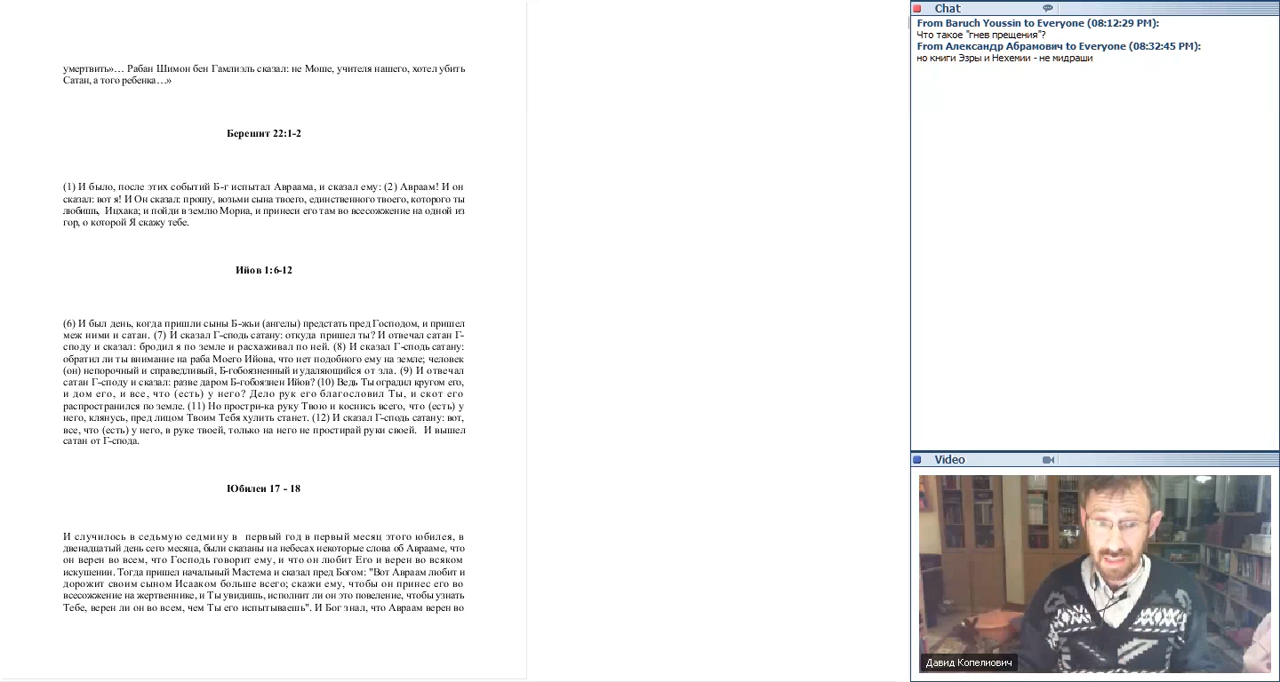 умертвить»… Рабан Шимон бен Гамлиэль сказал: не Моше, учителя нашего, хотел убить
Сатан, а того ребенка…»
Берешит 22:1-2
(1) И было, после этих событий Б-г испытал Авраама, и сказал ему: (2) Авраам! И он
сказал: вот я! И Он сказал: прошу, возьми сына твоего, единственного твоего, которого ты
любишь, Ицхака; и пойди в землю Мориа, и принеси его там во всесожжение на одной из
гор, о которой Я скажу тебе.
Ийов 1:6-12
(6) И был день, когда пришли сыны Б-жьи (ангелы) предстать пред Господом, и пришел
меж ними и сатан. (7) И сказал Г-сподь сатану: откуда пришел ты? И отвечал сатан Г-
споду и сказал: бродил я по земле и расхаживал по ней. (8) И сказал Г-сподь сатану:
обратил ли ты внимание на раба Моего Ийова, что нет подобного ему на земле; человек
(он) непорочный и справедливый, Б-гобоязненный и удаляющийся от зла. (9) И отвечал
сатан Г-споду и сказал: разве даром Б-гобоязнен Ийов? (10) Ведь Ты оградил кругом его,
и дом его, и все, что (есть) у него? Дело рук его благословил Ты, и скот его
распространился по земле. (11) Но простри-ка руку Твою и коснись всего, что (есть) у
него, клянусь, пред лицом Твоим Тебя хулить станет. (12) И сказал Г-сподь сатану: вот,
все, что (есть) у него, в руке твоей, только на него не простирай руки своей. И вышел
сатан от Г-спода.
Юбилеи 17 - 18
И случилось в седьмую седмину в первый год в первый месяц этого юбилея, в
двенадцатый день сего месяца, были сказаны на небесах некоторые слова об Аврааме, что
он верен во всем, что Господь говорит ему, и что он любит Его и верен во всяком
искушении. Тогда пришел начальный Мастема и сказал пред Богом: "Вот Авраам любит и
дорожит своим сыном Исааком больше всего; скажи ему, чтобы он принес его во
всесожжение на жертвеннике, и Ты увидишь, исполнит ли он это повеление, чтобы узнать
Тебе, верен ли он во всем, чем Ты его испытываешь". И Бог знал, что Авраам верен во
Chat
From Baruch Youssin to Everyone (08:12:29 PM):
Что такое "гнев прещения"?
From Александр Абрамович to Everyone (08:32:45 PM):
но книги Эзры и Нехемии - не мидраши
Video
Давид Копелиович